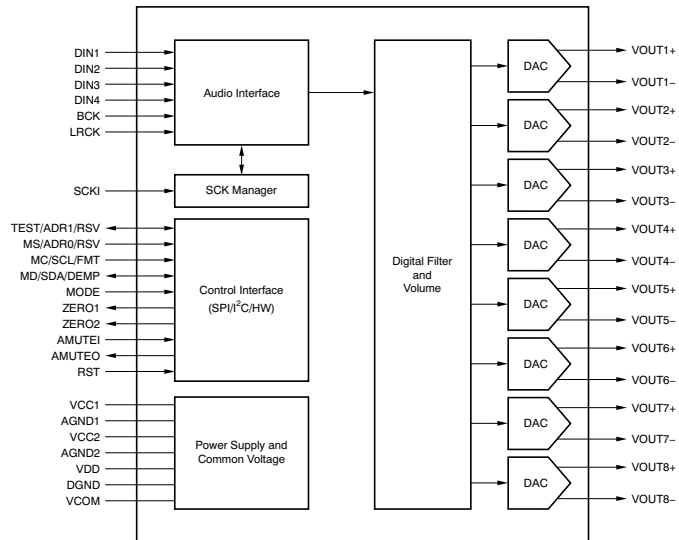 DIN1
DIN2
DIN3
DIN4
BCK
LRCK
Audio Interface
SCKI
SCK Manager
TEST/ADR1/RSV
MS/ADR0/RSV
MC/SCL/FMT
MD/SDA/DEMP
MODE
ZERO1
ZERO2
AMUTEI
AMUTEO
RST
Control Interface
(SPI/I²C/HW)
VCC1
AGND1
VCC2
AGND2
VDD
DGND
VCOM
Power Supply and
Common Voltage
Digital Filter
and
Volume
DAC
VOUT1+
VOUT1−
DAC
VOUT2+
VOUT2−
DAC
VOUT3+
VOUT3−
DAC
VOUT4+
VOUT4−
DAC
VOUT5+
VOUT5−
DAC
VOUT6+
VOUT6−
DAC
VOUT7+
VOUT7−
DAC
VOUT8+
VOUT8−